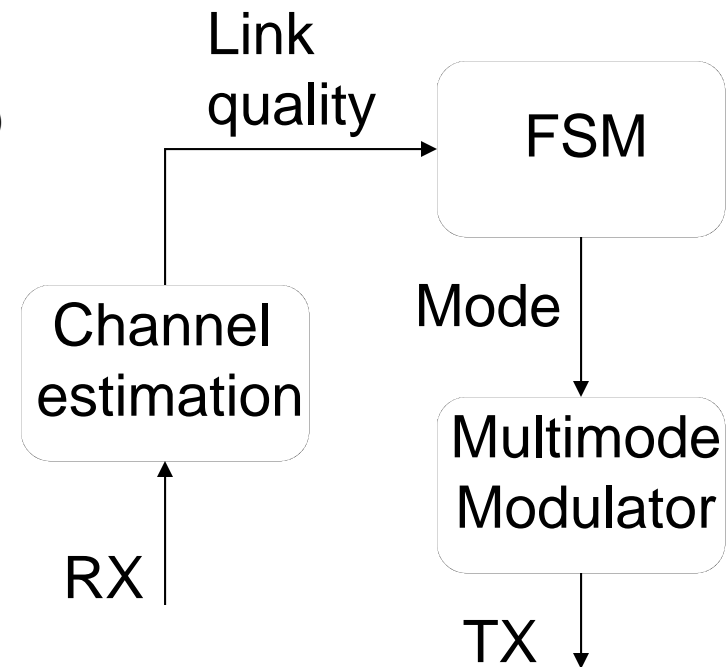 Link
quality
FSM
Channel
estimation
Mode
Multimode
Modulator
RX
TX